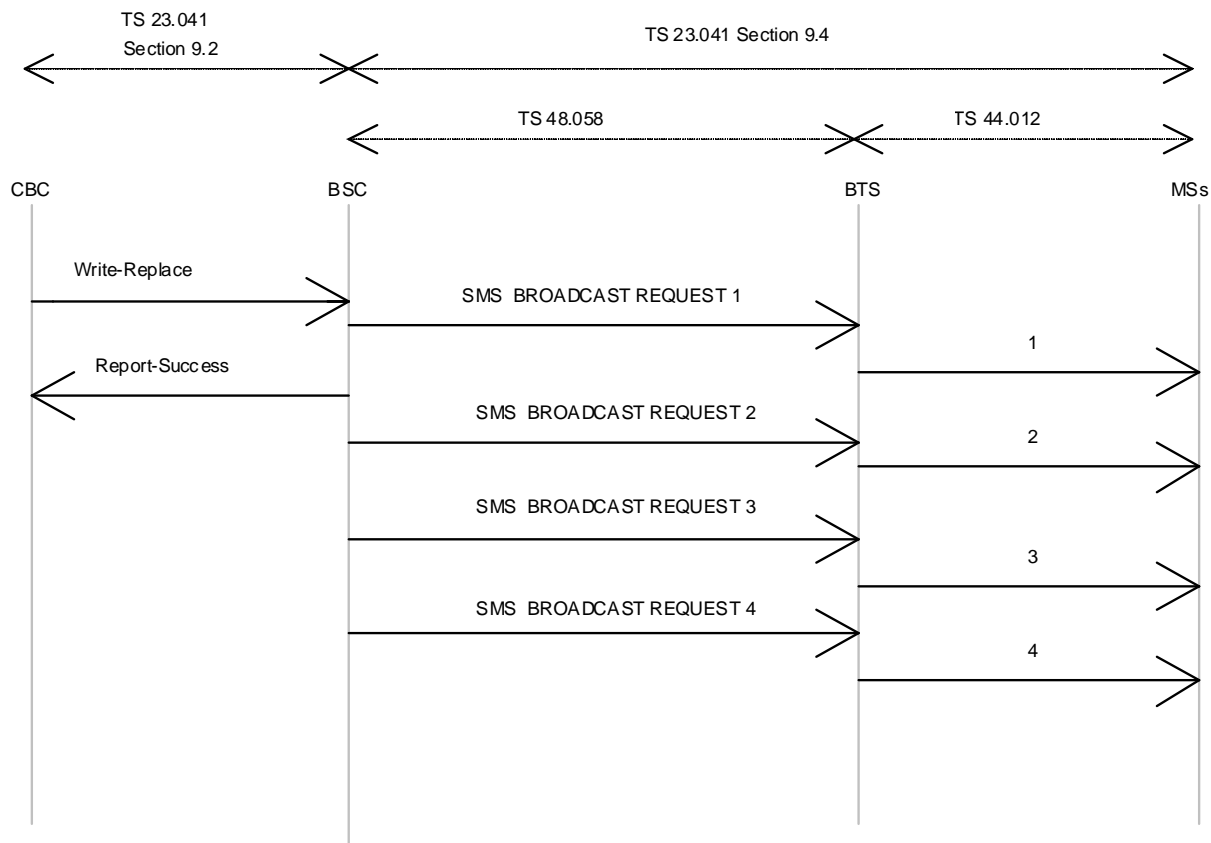 TS 23.041
Section 9.2
TS 23.041 Section 9.4
TS 48.058
TS 44.012
CBC
BSC
BTS
MSs
Write-Replace
SMS BROADCAST REQUEST 1
1
Report-Success
SMS BROADCAST REQUEST 2
2
SMS BROADCAST REQUEST 3
3
SMS BROADCAST REQUEST 4
4